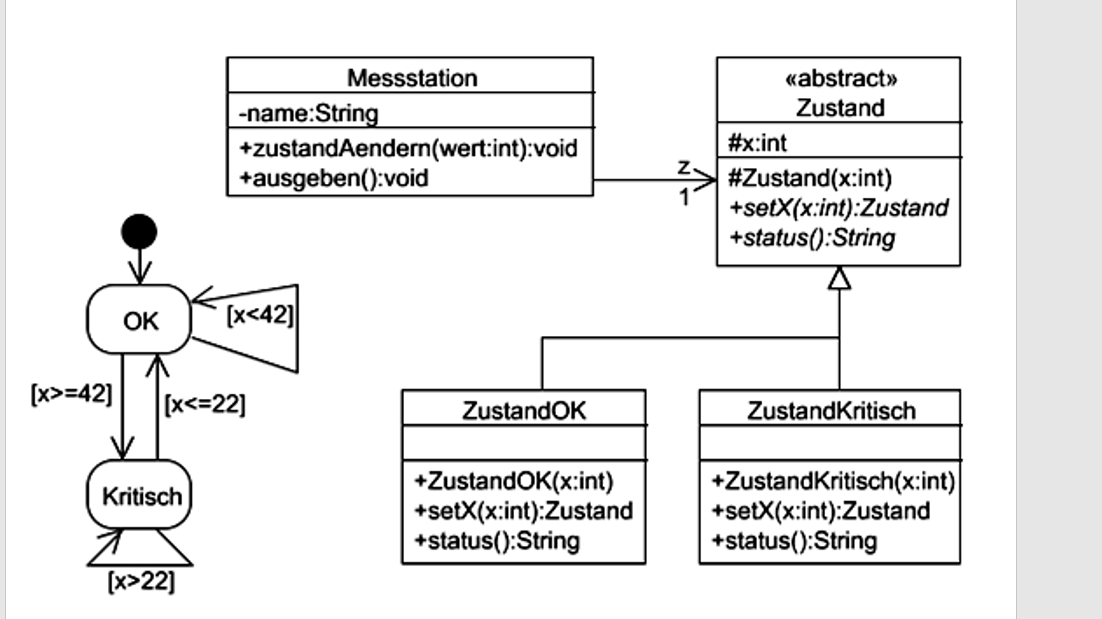 Messstation
-name:String
+zustandAendern(wert:int):void
+ausgeben():void
z
1
«abstract»
Zustand
#x:int
#Zustand(x:int)
+setX(x:int):Zustand
+status():String
OK
[x<42]
[x>=42]
[x<=22]
Kritisch
[x>22]
ZustandOK
+ZustandOK(x:int)
+setX(x:int):Zustand
+status():String
ZustandKritisch
+ZustandKritisch(x:int)
+setX(x:int):Zustand
+status():String